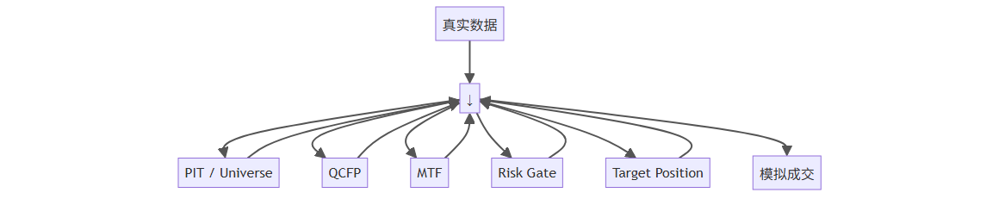 真实数据
↓
PIT / Universe
QCFP
MTF
Risk Gate
Target Position
模拟成交